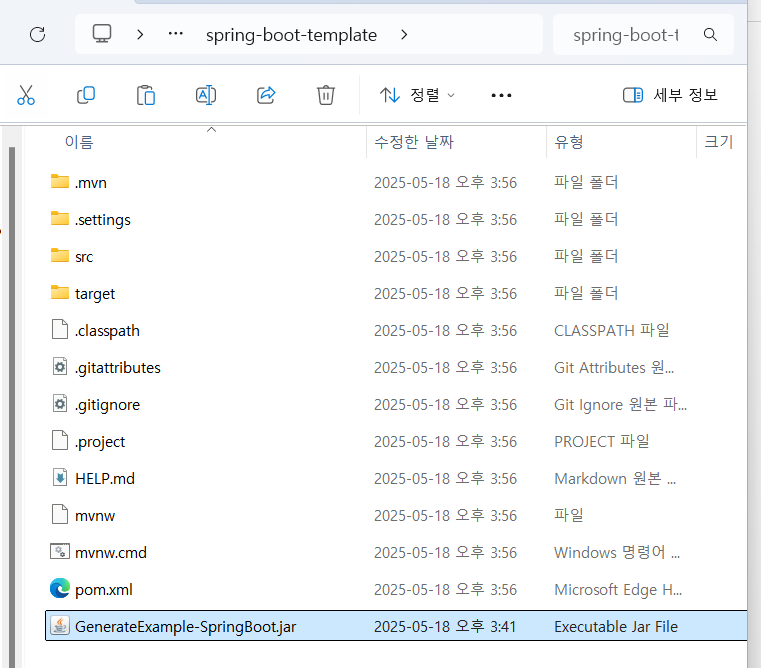 spring-boot-template
spring-boot-t
정렬
세부 정보
이름 수정한 날짜 유형 크기
.mvn 2025-05-18 오후 3:56 파일 폴더
.settings 2025-05-18 오후 3:56 파일 폴더
src 2025-05-18 오후 3:56 파일 폴더
target 2025-05-18 오후 3:56 파일 폴더
.classpath 2025-05-18 오후 3:56 CLASSPATH 파일
.gitattributes 2025-05-18 오후 3:56 Git Attributes 원...
.gitignore 2025-05-18 오후 3:56 Git Ignore 원본 파...
.project 2025-05-18 오후 3:56 PROJECT 파일
HELP.md 2025-05-18 오후 3:56 Markdown 원본 ...
mvnw 2025-05-18 오후 3:56 파일
mvnw.cmd 2025-05-18 오후 3:56 Windows 명령어 ...
pom.xml 2025-05-18 오후 3:56 Microsoft Edge H...
GenerateExample-SpringBoot.jar 2025-05-18 오후 3:41 Executable Jar File